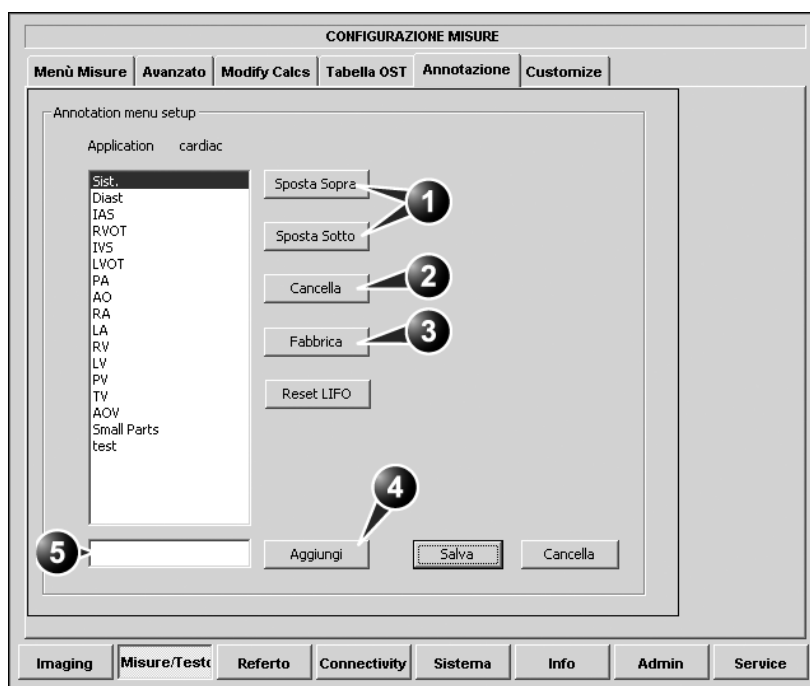 CONFIGURAZIONE MISURE
Menù Misure Avanzato Modify Calcs Tabella OST Annotazione Customize
Annotation menu setup
Application cardiac
Sist.
Diast
IAS
RVOT
IVS
LVOT
PA
AO
RA
LA
RV
LV
PV
TV
AOV
Small Parts
test
Sposta Sopra
1
Sposta Sotto
Cancella
2
Fabbrica
3
Reset LIFO
4
5
Aggiungi Salva Cancella
Imaging Misure/Testo Referto Connectivity Sistema Info Admin Service